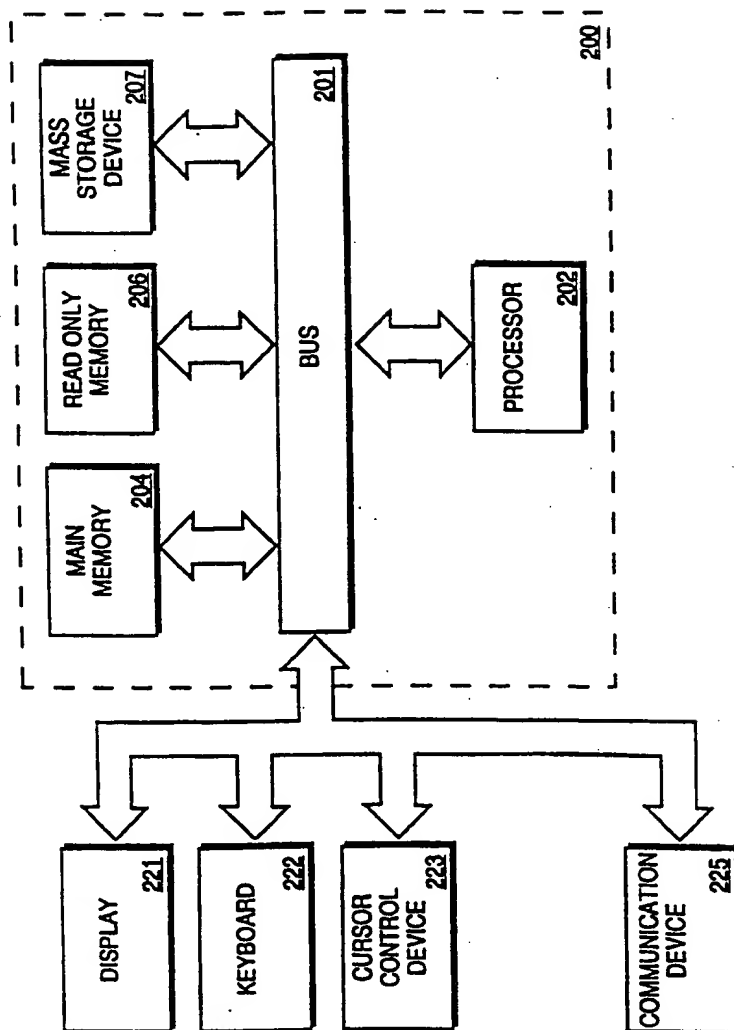 DISPLAY
221
KEYBOARD
222
CURSOR
CONTROL
DEVICE
223
COMMUNICATION
DEVICE
225
MAIN
MEMORY
204
READ ONLY
MEMORY
206
MASS
STORAGE
DEVICE
207
BUS
201
PROCESSOR
202
200